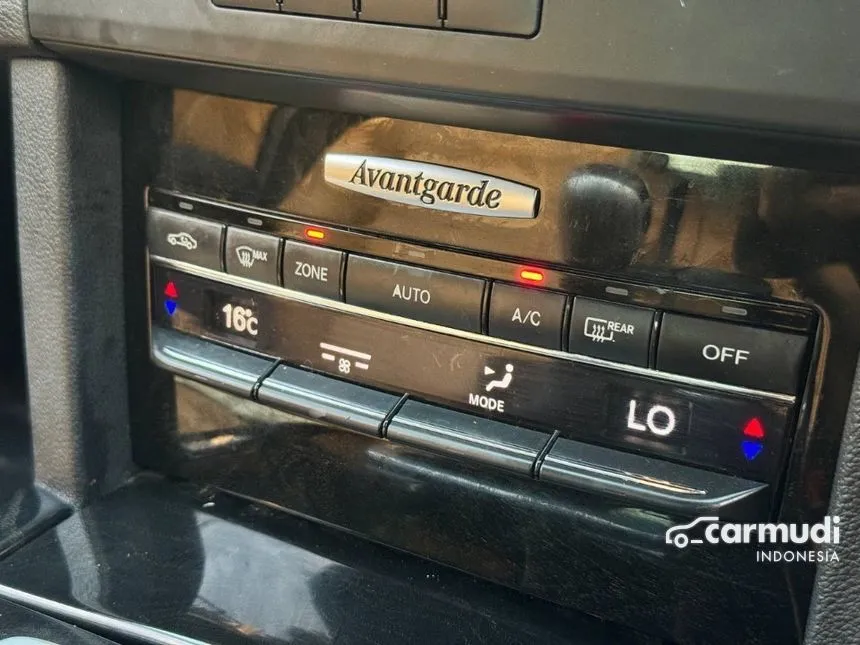 Avantgarde
MAX
ZONE
AUTO
A/C
REAR
OFF
16°C
MODE
LO
carmudi
INDONESIA